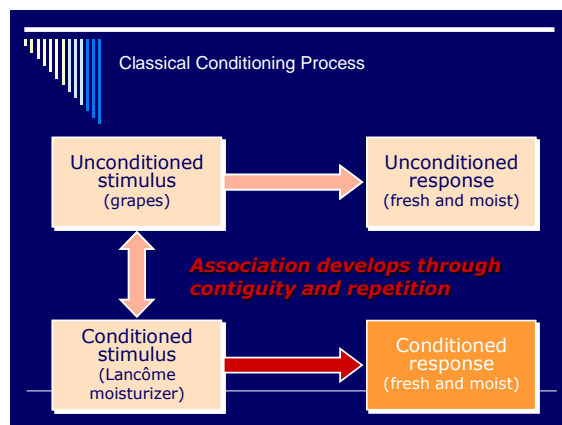 Classical Conditioning Process
Unconditioned
stimulus
(grapes)
Unconditioned
response
(fresh and moist)
Association develops through
contiguity and repetition
Conditioned
stimulus
(Lancôme
moisturizer)
Conditioned
response
(fresh and moist)